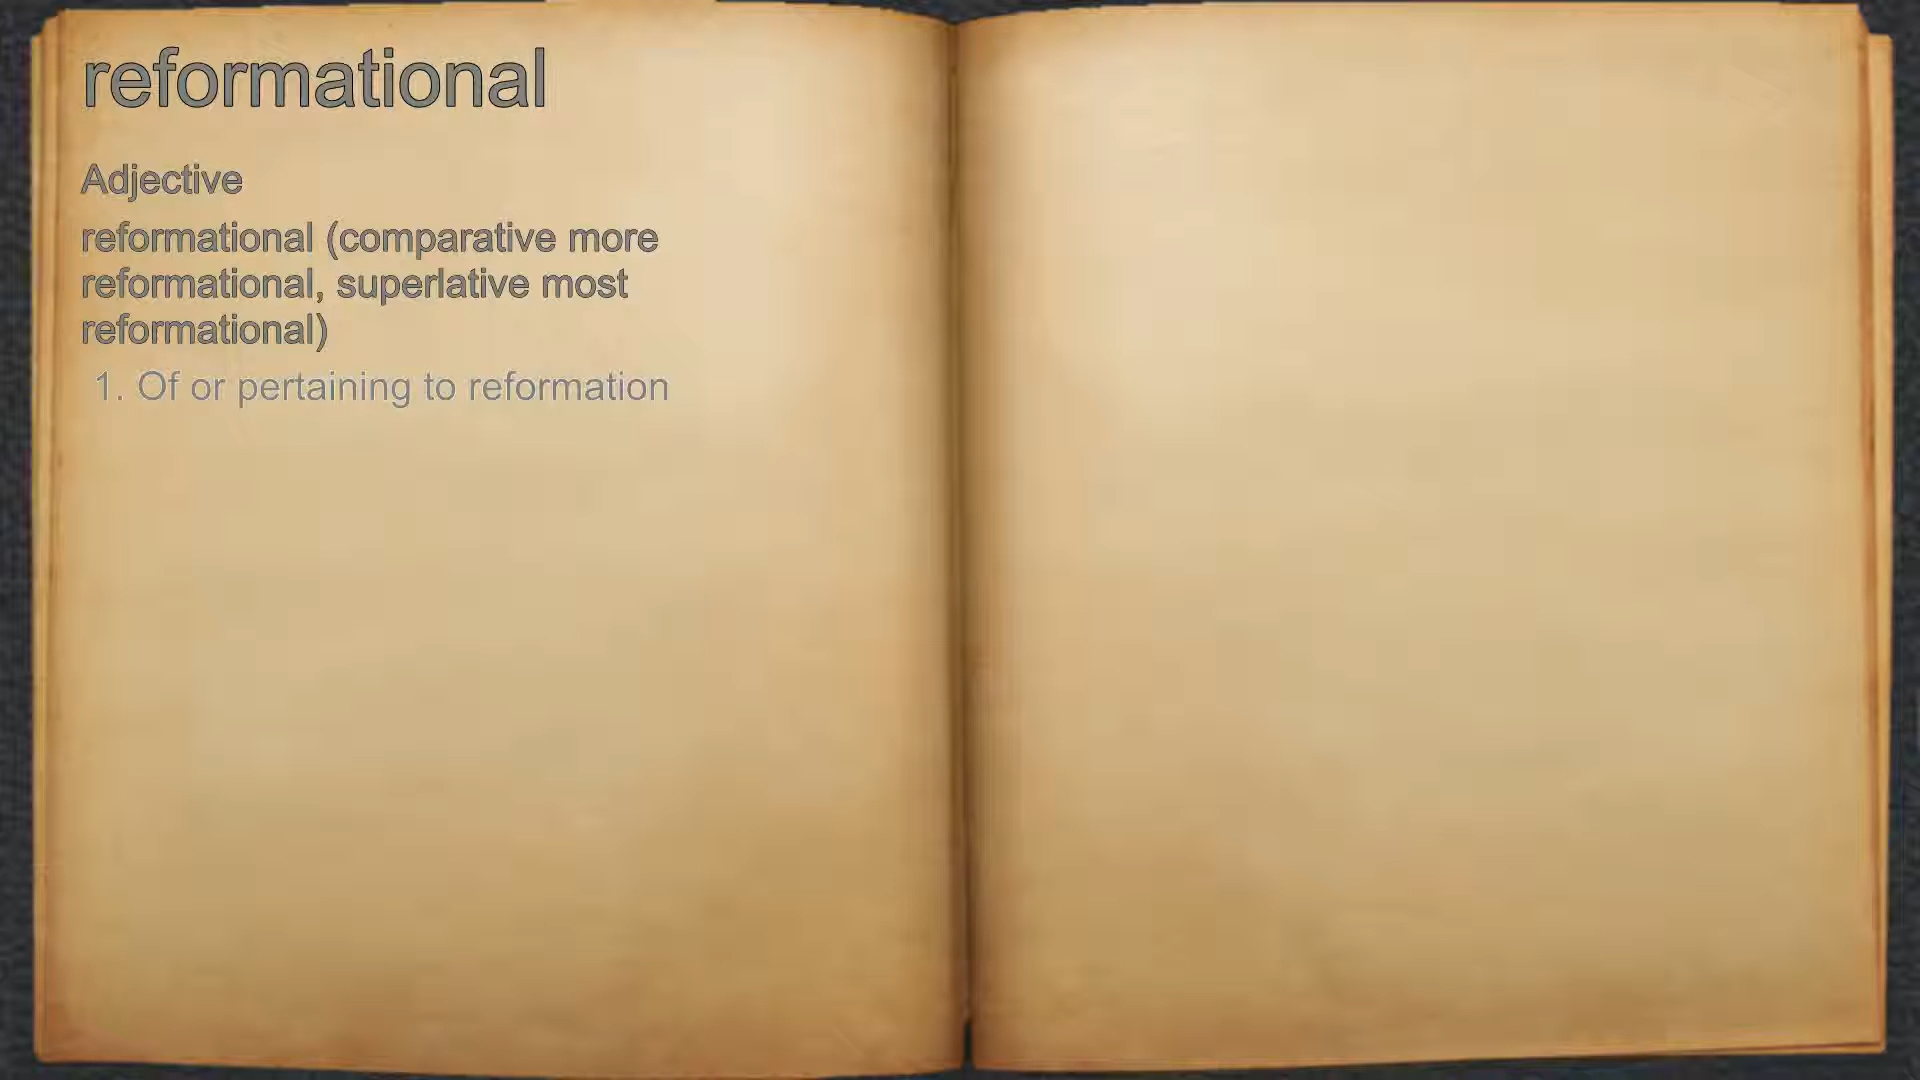 reformational
Adjective
reformational (comparative more
reformational, superlative most
reformational)
1. Of or pertaining to reformation